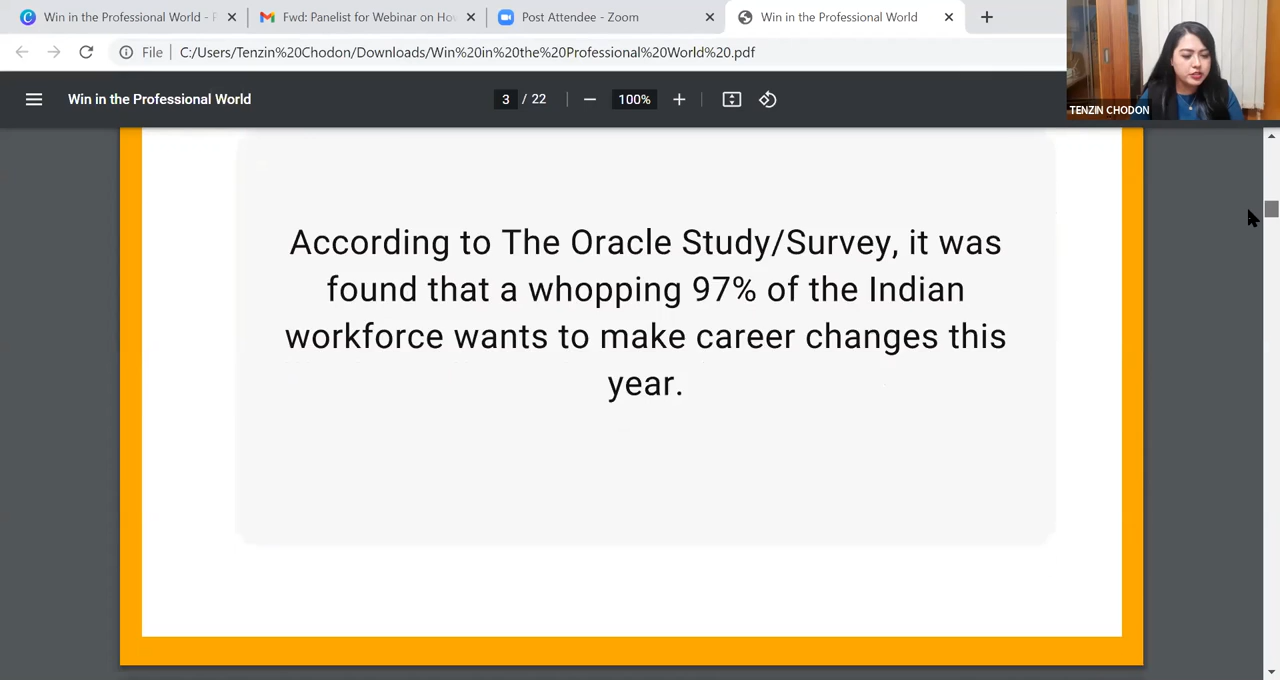 Win in the Professional World - P
Fwd: Panelist for Webinar on Ho
Post Attendee - Zoom
Win in the Professional World
File
C:/Users/Tenzin%20Chodon/Downloads/Win%20in%20the%20Professional%20World%20.pdf
Win in the Professional World
3 / 22
100%
TENZIN CHODON
According to The Oracle Study/Survey, it was
found that a whopping 97% of the Indian
workforce wants to make career changes this
year.